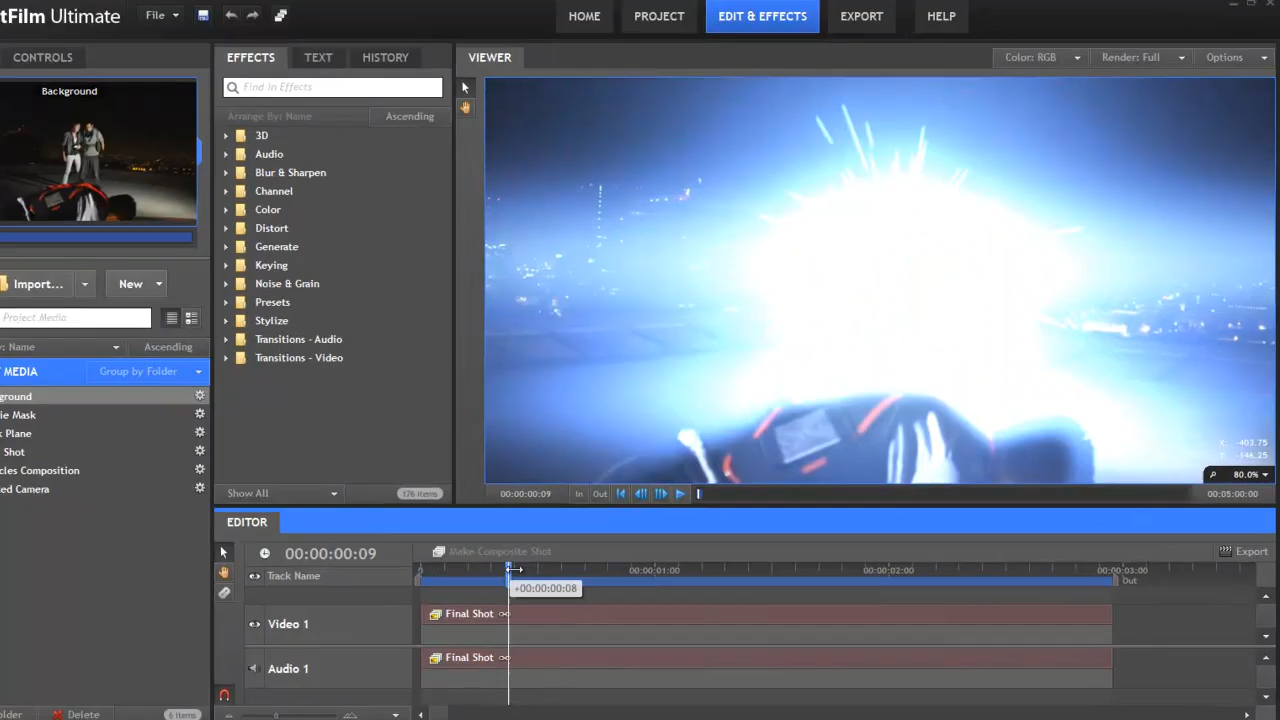 tFilm Ultimate
File
HOME
PROJECT
EDIT & EFFECTS
EXPORT
HELP
CONTROLS
Background
Import...
New
Project Media
y: Name
Ascending
MEDIA
Group by Folder
ground
ie Mask
Plane
Shot
cles Composition
ed Camera
older
Delete
6 items
EFFECTS
TEXT
HISTORY
Find in Effects
Arrange By: Name
Ascending
3D
Audio
Blur & Sharpen
Channel
Color
Distort
Generate
Keying
Noise & Grain
Presets
Stylize
Transitions - Audio
Transitions - Video
Show All
176 items
VIEWER
Color: RGB
Render: Full
Options
X: -403.75
Y: -146.25
80.0%
00:00:00:09
In
Out
00:05:00:00
EDITOR
00:00:00:09
Make Composite Shot
Export
Track Name
0
00:00:01:00
00:00:02:00
00:00:03:00
Out
+00:00:00:08
Video 1
Final Shot
Audio 1
Final Shot